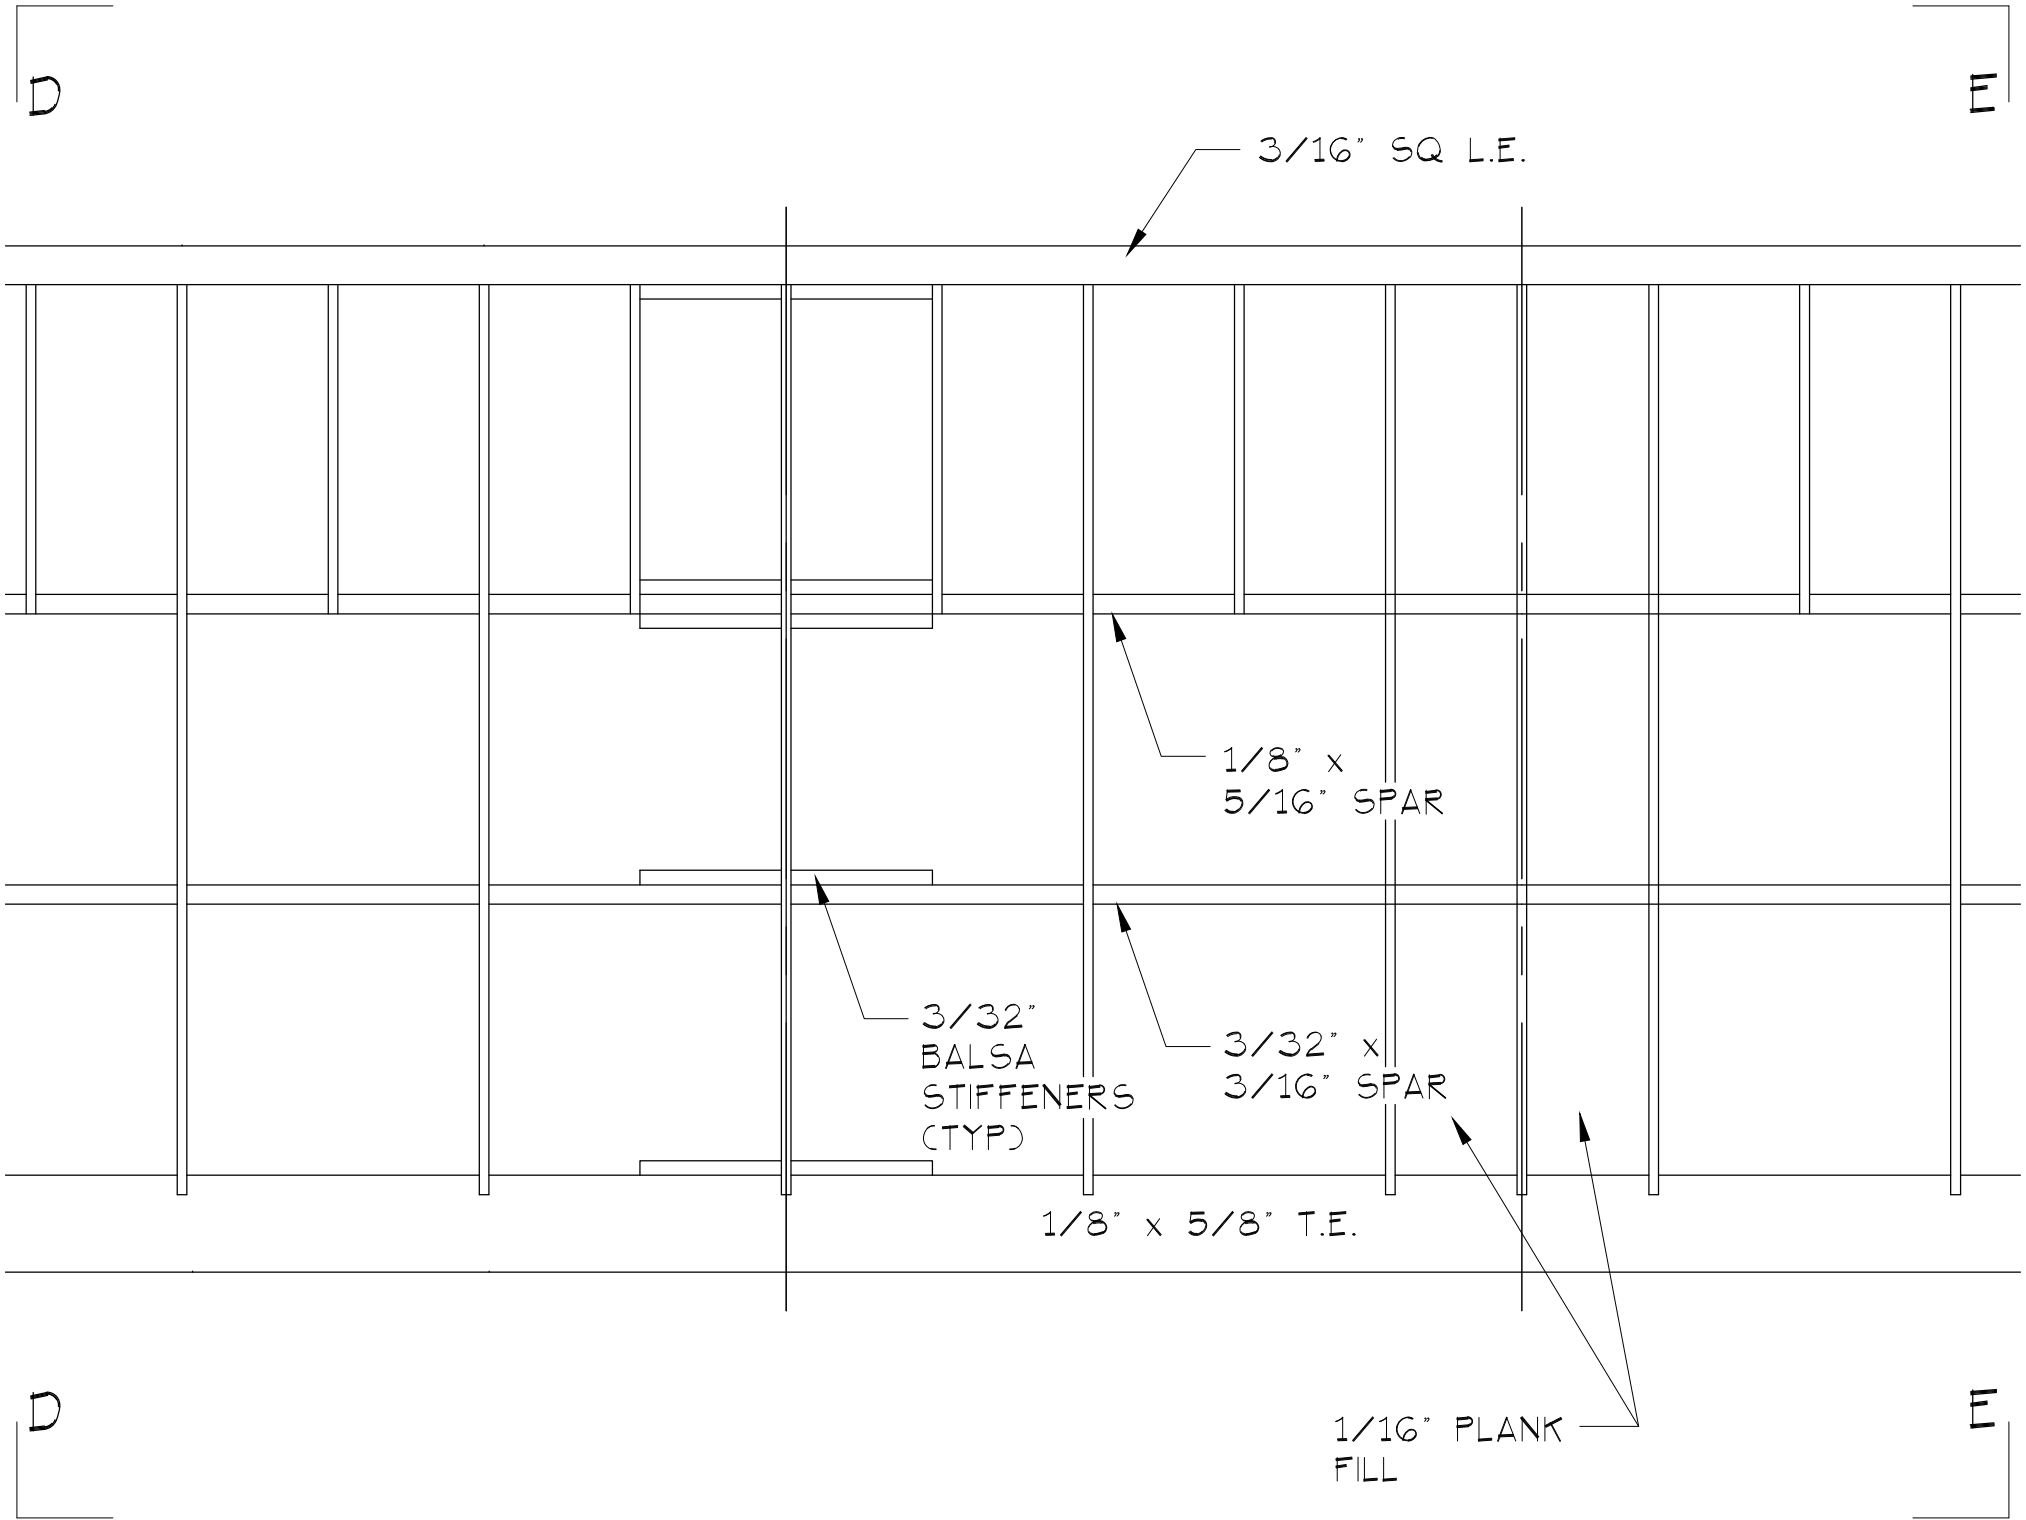 D
E
3/16" SQ L.E.
1/8" x
5/16" SPAR
3/32"
BALSA
STIFFENERS
(TYP)
3/32" x
3/16" SPAR
1/8" x 5/8" T.E.
D
E
1/16" PLANK
FILL